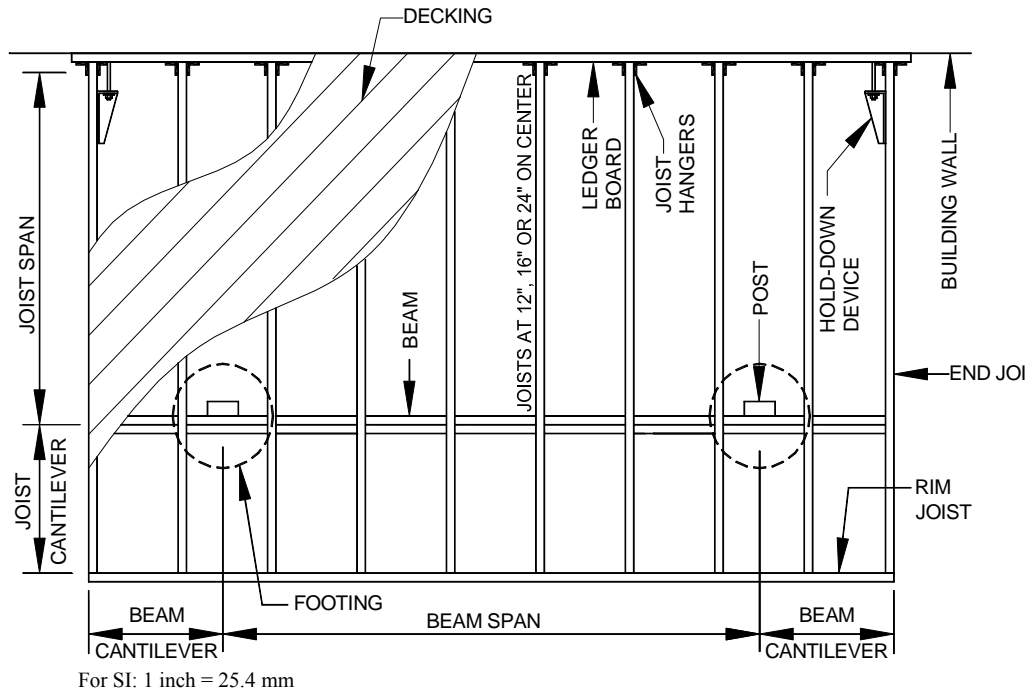 DECKING
JOIST SPAN
JOISTS AT 12", 16" OR 24" ON CENTER
LEDGER
BOARD
JOIST
HANGERS
HOLD-DOWN
DEVICE
BUILDING WALL
BEAM
POST
END JOI
JOIST
CANTILEVER
RIM
JOIST
FOOTING
BEAM
CANTILEVER
BEAM SPAN
BEAM
CANTILEVER
For SI: 1 inch = 25.4 mm